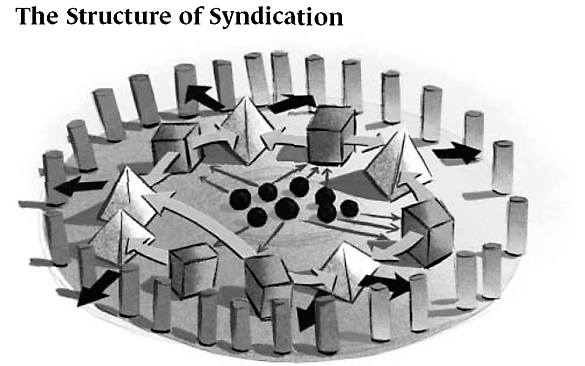 The Structure of Syndication